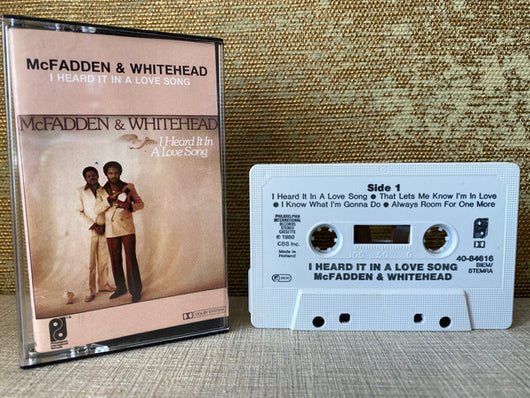 McFADDEN & WHITEHEAD
I HEARD IT IN A LOVE SONG
McFADDEN & WHITEHEAD
I Heard It In
A Love Song
DOLBY SYSTEM
Side 1
I Heard It In A Love Song • That Lets Me Know I'm In Love
• I Know What I'm Gonna Do • Always Room For One More
PHILADELPHIA
INTERNATIONAL
RECORDS
STEREO
CASSETTE
℗ 1980
CBS Inc.
Made in
Holland
40-84616
BIEM/
STEMRA
100 50 0
I HEARD IT IN A LOVE SONG
McFADDEN & WHITEHEAD